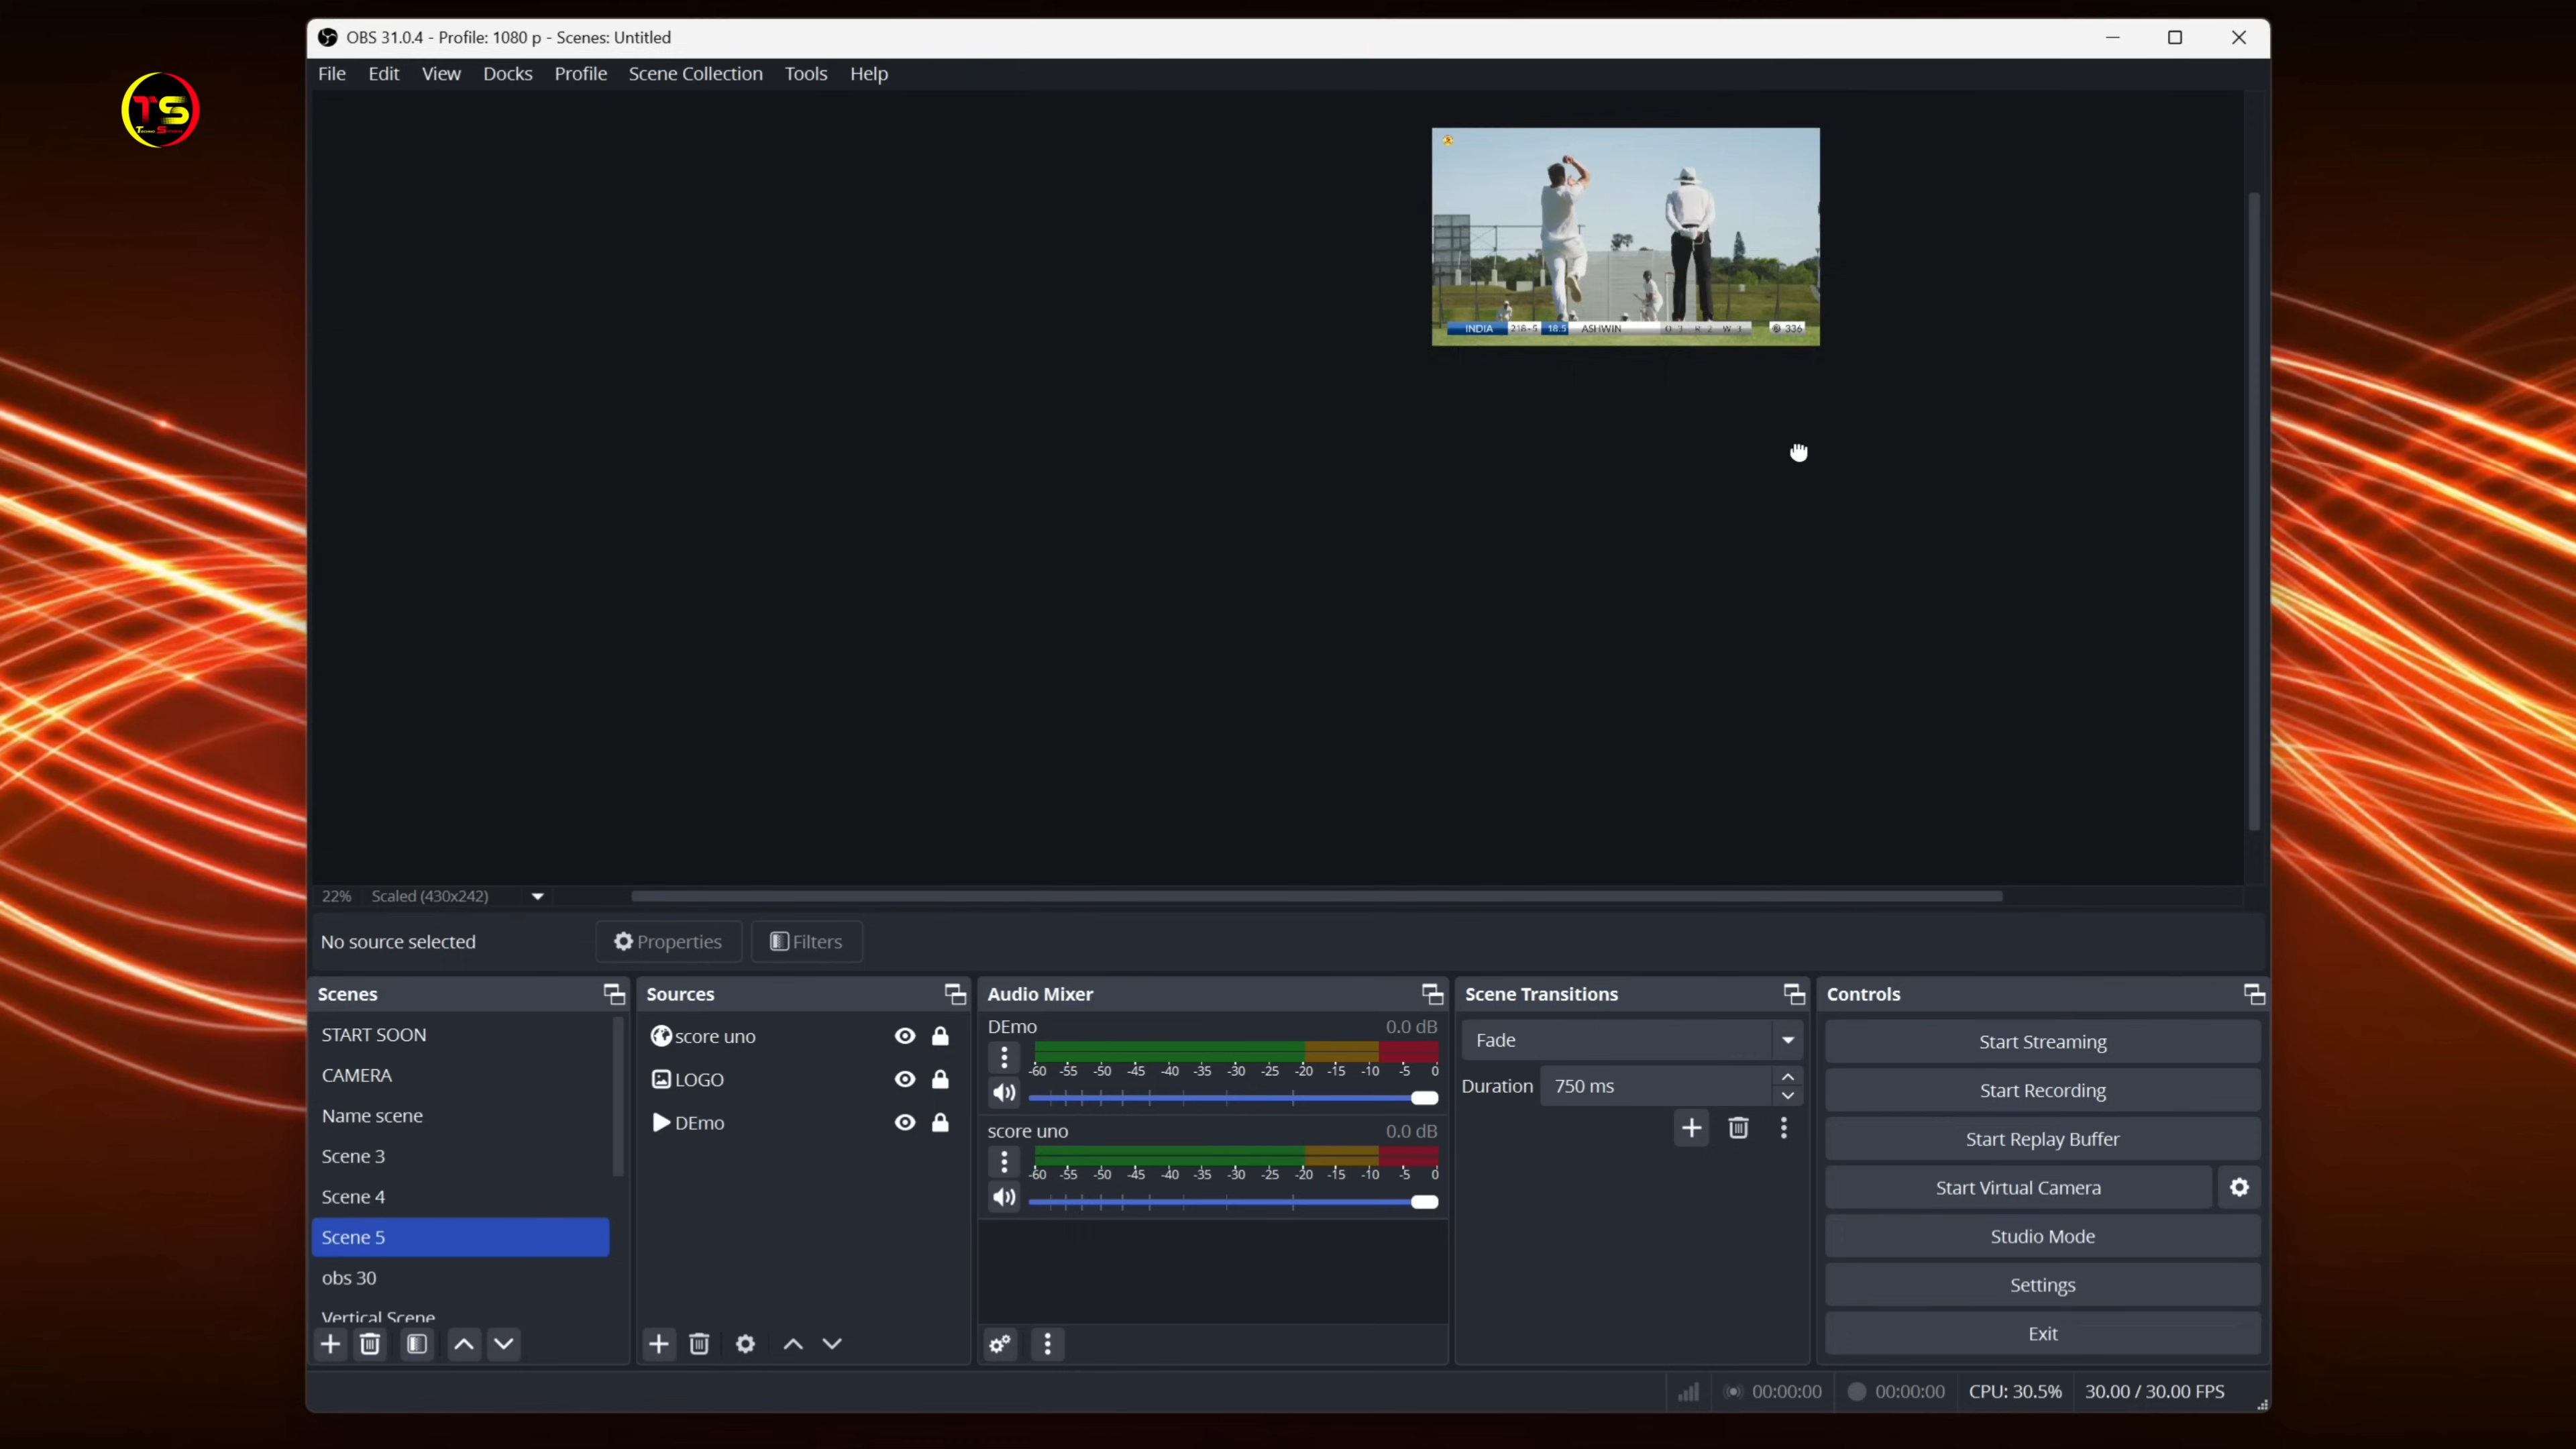 OBS 31.0.4 - Profile: 1080 p - Scenes: Untitled
File Edit View Docks Profile Scene Collection Tools Help
TS
INDIA 218-5 18.5 ASHWIN 336
22% Scaled (430x242)
No source selected Properties Filters
Scenes
START SOON
CAMERA
Name scene
Scene 3
Scene 4
Scene 5
obs 30
Vertical Scene
Sources
score uno
LOGO
DEmo
Audio Mixer
DEmo 0.0 dB
-60 -55 -50 -45 -40 -35 -30 -25 -20 -15 -10 -5 0
score uno 0.0 dB
-60 -55 -50 -45 -40 -35 -30 -25 -20 -15 -10 -5 0
Scene Transitions
Fade
Duration 750 ms
Controls
Start Streaming
Start Recording
Start Replay Buffer
Start Virtual Camera
Studio Mode
Settings
Exit
00:00:00 00:00:00 CPU: 30.5% 30.00 / 30.00 FPS